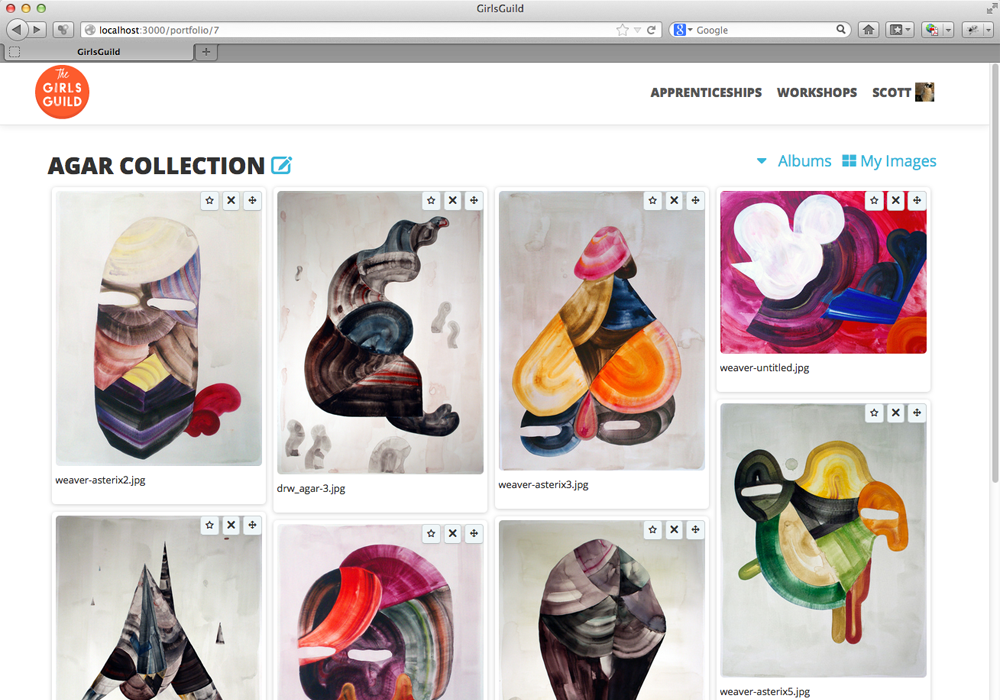 GirlsGuild
localhost:3000/portfolio/7
Google
GirlsGuild
The
GIRLS
GUILD
APPRENTICESHIPS WORKSHOPS SCOTT
AGAR COLLECTION
Albums My Images
weaver-asterix2.jpg
drw_agar-3.jpg
weaver-asterix3.jpg
weaver-untitled.jpg
weaver-asterix5.jpg